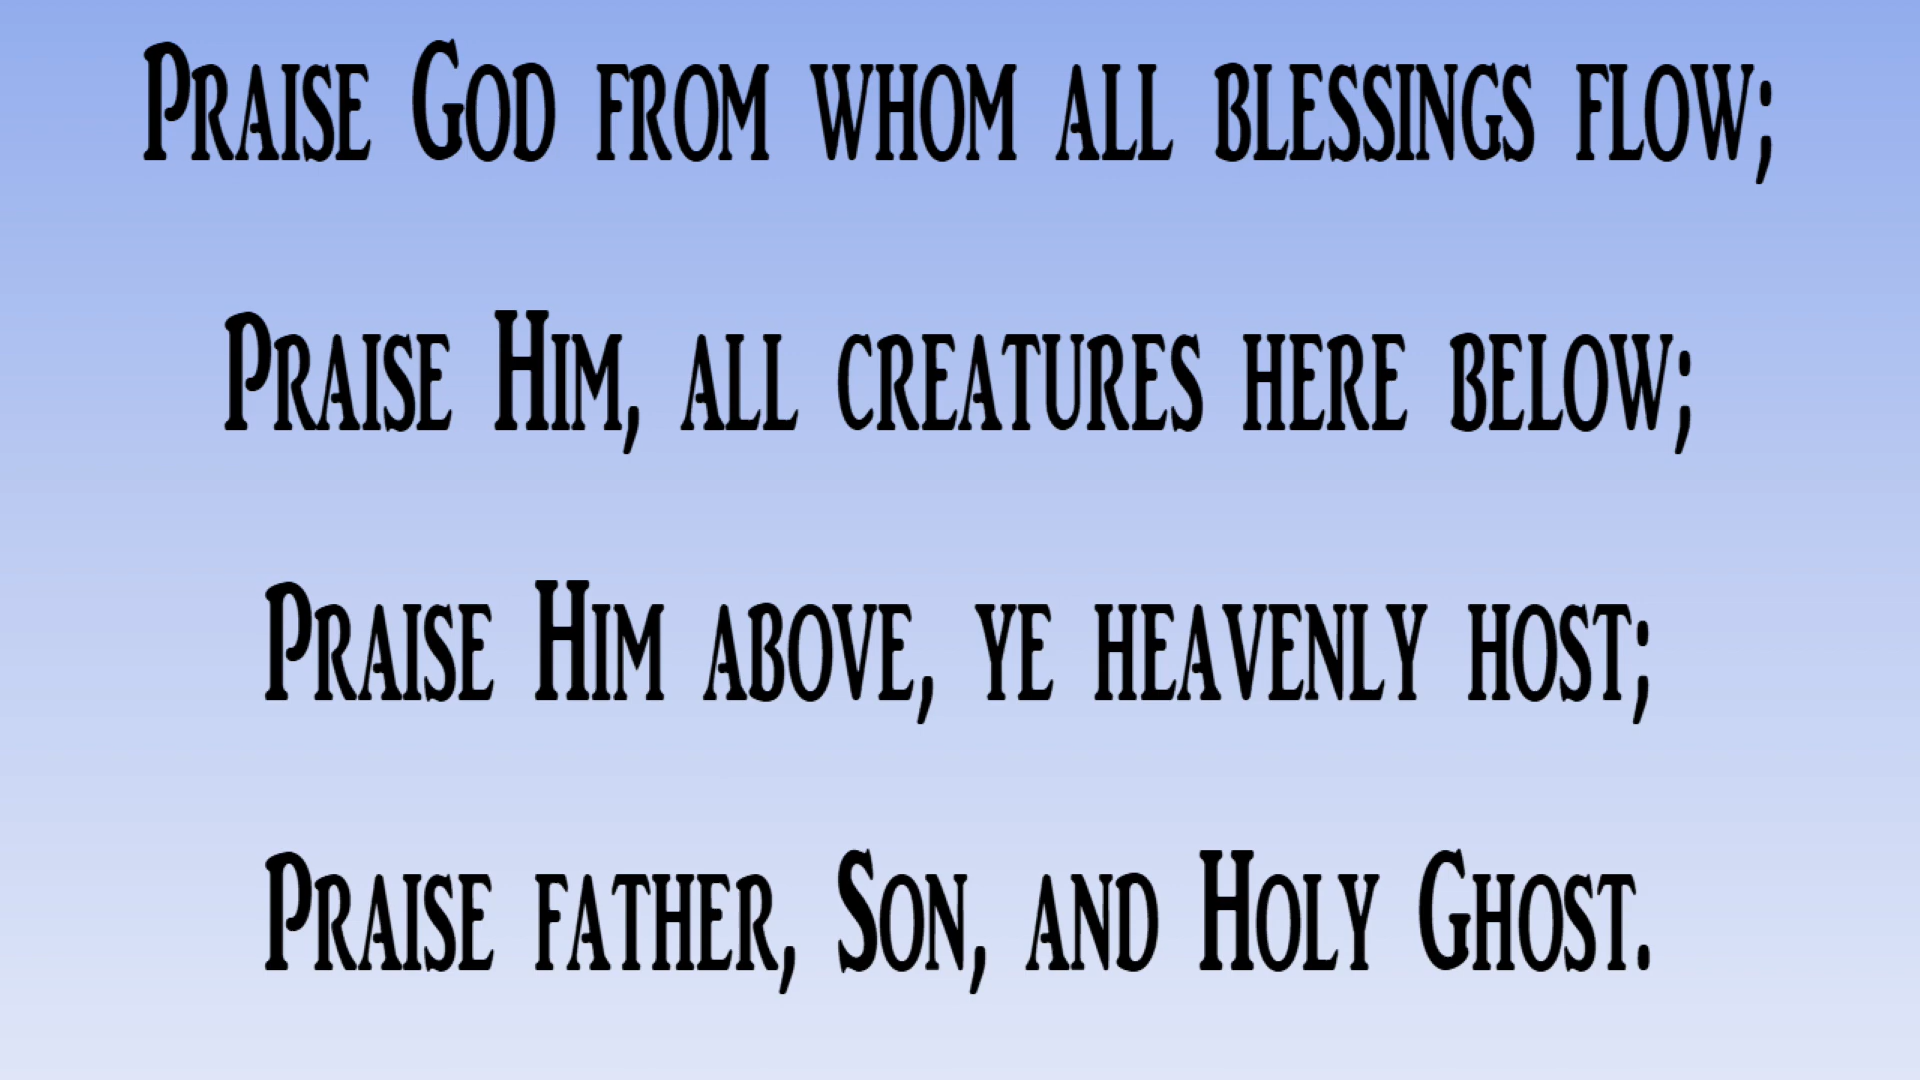 Praise God from whom all blessings flow;
Praise Him, all creatures here below;
Praise Him above, ye heavenly host;
Praise father, Son, and Holy Ghost.